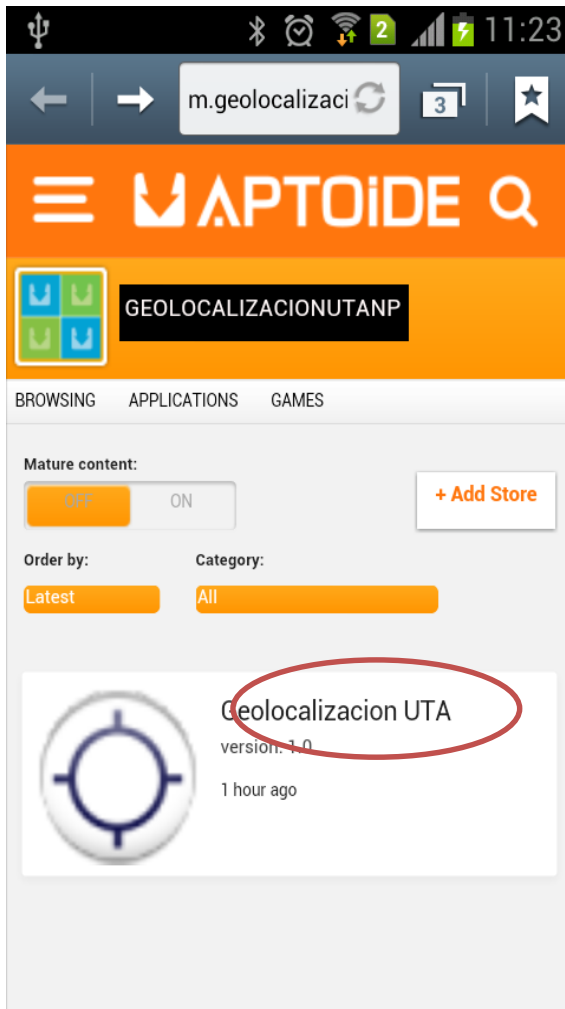 2 11:23
m.geolocalizaci 3
APTOiDE
GEOLOCALIZACIONUTANP
BROWSING APPLICATIONS GAMES
Mature content:
OFF ON
+ Add Store
Order by: Category:
Latest All
Geolocalizacion UTA
version: 1.0
1 hour ago